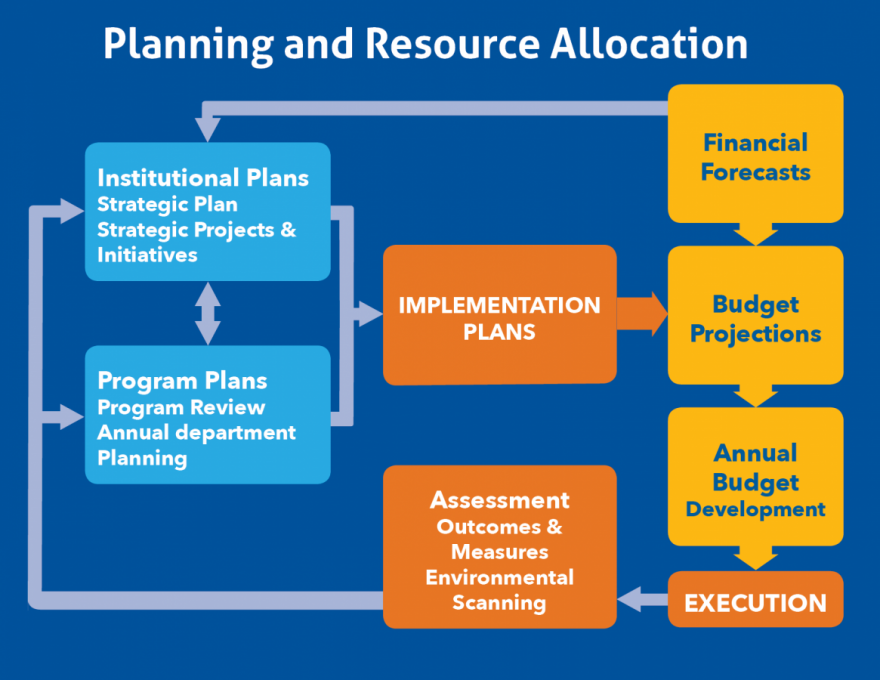 Planning and Resource Allocation
Financial
Forecasts
Institutional Plans
Strategic Plan
Strategic Projects &
Initiatives
IMPLEMENTATION
PLANS
Budget
Projections
Program Plans
Program Review
Annual department
Planning
Annual
Budget
Development
Assessment
Outcomes &
Measures
Environmental
Scanning
EXECUTION